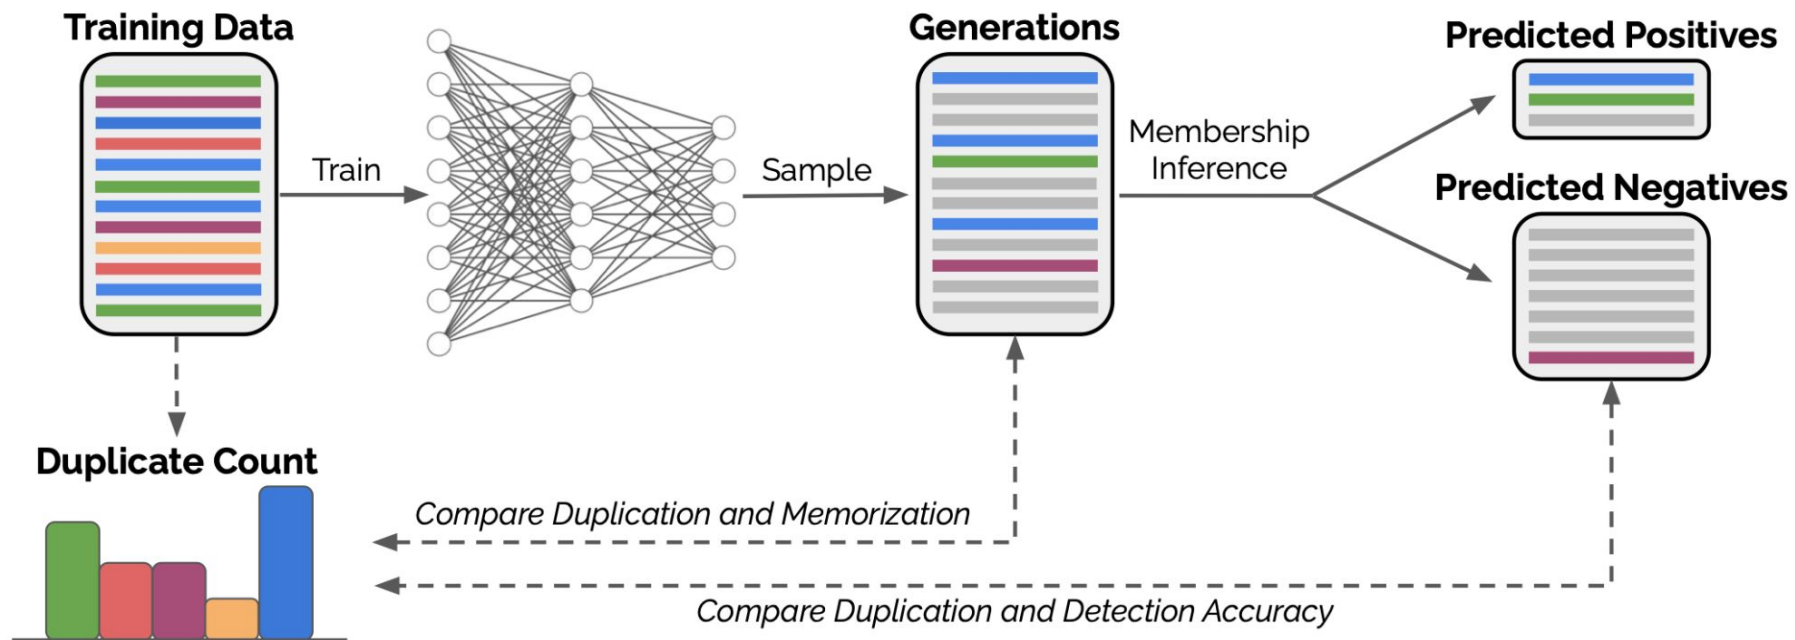 Training Data
Generations
Predicted Positives
Train
Sample
Membership
Inference
Predicted Negatives
Duplicate Count
Compare Duplication and Memorization
Compare Duplication and Detection Accuracy